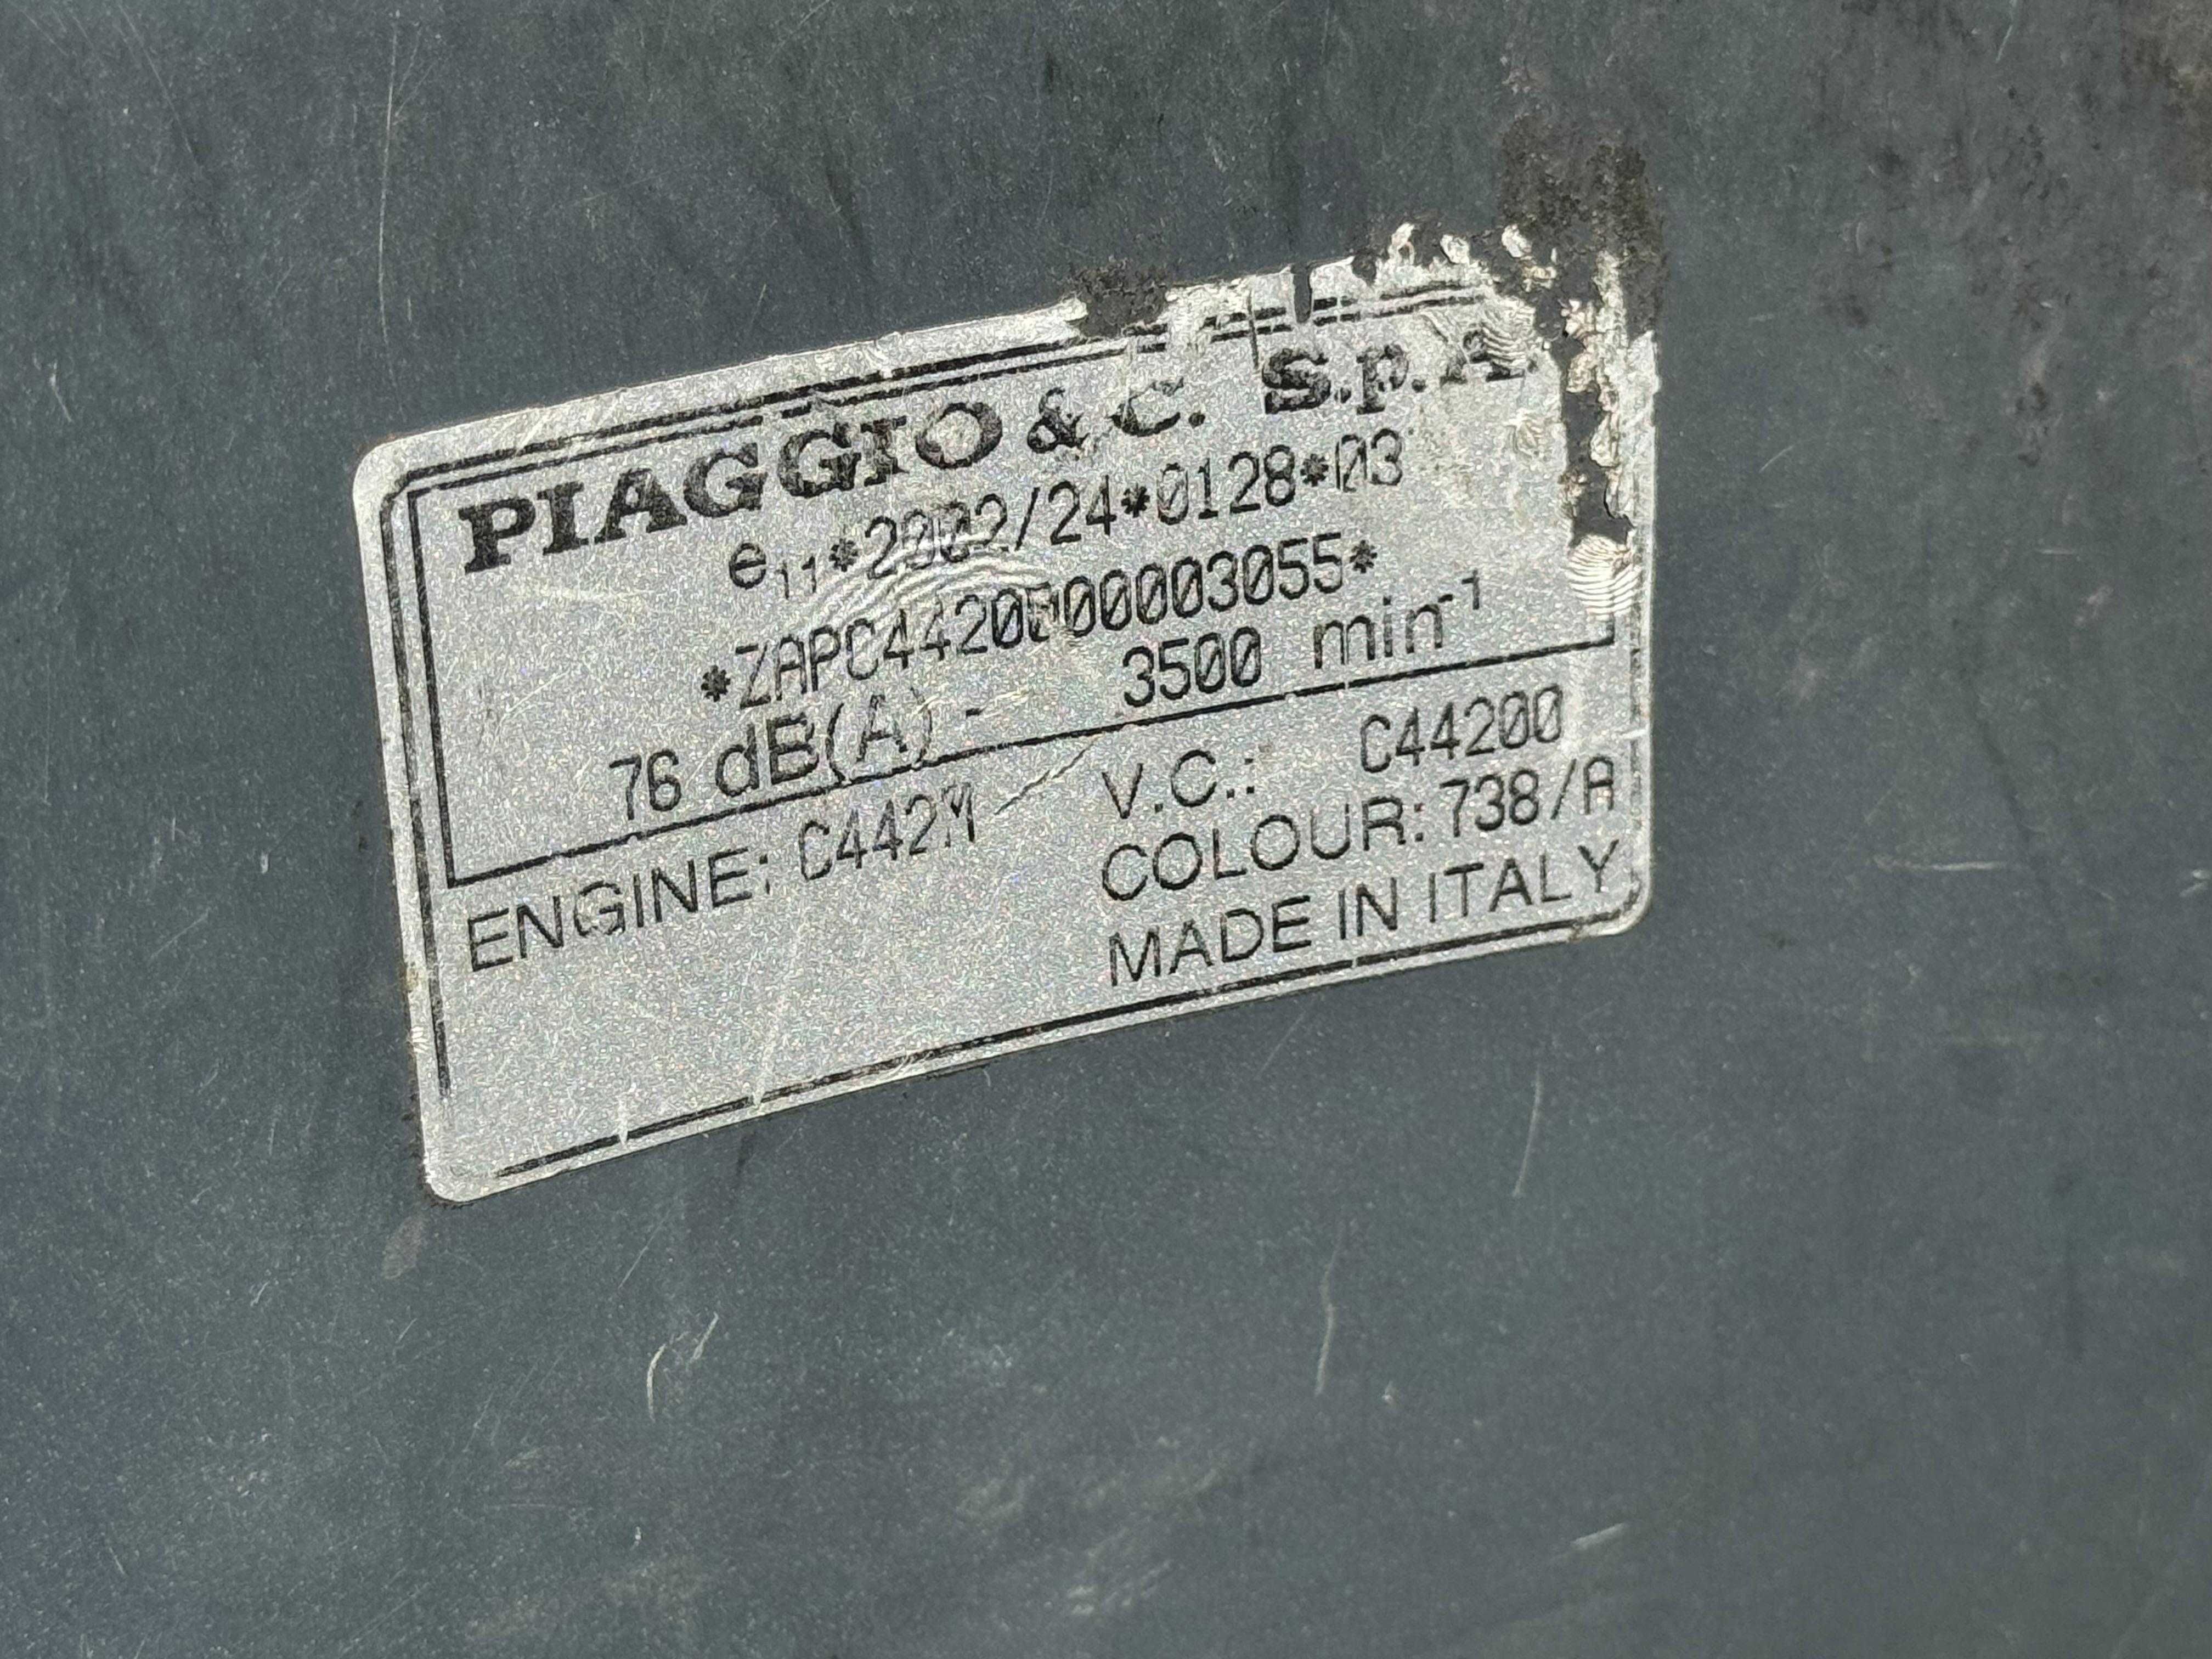 PIAGGIO & C. S.p.A.
e11*2002/24*0128*03
*ZAPC4420000003055*
76 dB(A) - 3500 min-1
ENGINE: C442M V.C.: C44200
COLOUR: 738/A
MADE IN ITALY